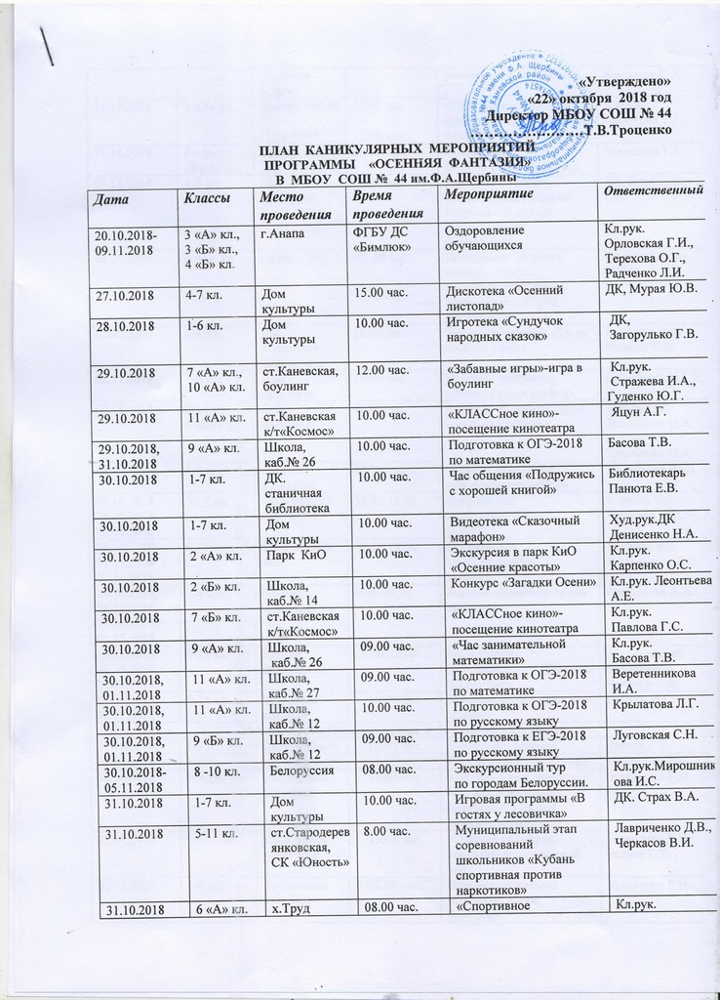 «Утверждено»
«22» октября 2018 год
Директор МБОУ СОШ № 44
Т.В.Троценко
ПЛАН КАНИКУЛЯРНЫХ МЕРОПРИЯТИЙ
ПРОГРАММЫ «ОСЕННЯЯ ФАНТАЗИЯ»
В МБОУ СОШ № 44 им.Ф.А.Щербины
Дата Классы Место проведения Время проведения Мероприятие Ответственный
20.10.2018-09.11.2018 3 «А» кл., 3 «Б» кл., 4 «Б» кл. г.Анапа ФГБУ ДС «Бимлюк» Оздоровление обучающихся Кл.рук. Орловская Г.И., Терехова О.Г., Радченко Л.И.
27.10.2018 4-7 кл. Дом культуры 15.00 час. Дискотека «Осенний листопад» ДК, Мурая Ю.В.
28.10.2018 1-6 кл. Дом культуры 10.00 час. Игротека «Сундучок народных сказок» ДК, Загорулько Г.В.
29.10.2018 7 «А» кл., 10 «А» кл. ст.Каневская, боулинг 12.00 час. «Забавные игры»-игра в боулинг Кл.рук. Стражева И.А., Гуденко Ю.Г.
29.10.2018 11 «А» кл. ст.Каневская к/т«Космос» 10.00 час. «КЛАССное кино»-посещение кинотеатра Яцун А.Г.
29.10.2018, 31.10.2018 9 «А» кл. Школа, каб.№ 26 10.00 час. Подготовка к ОГЭ-2018 по математике Басова Т.В.
30.10.2018 1-7 кл. ДК. станичная библиотека 10.00 час. Час общения «Подружись с хорошей книгой» Библиотекарь Панюта Е.В.
30.10.2018 1-7 кл. Дом культуры 10.00 час. Видеотека «Сказочный марафон» Худ.рук.ДК Денисенко Н.А.
30.10.2018 2 «А» кл. Парк КиО 10.00 час. Экскурсия в парк КиО «Осенние красоты» Кл.рук. Карпенко О.С.
30.10.2018 2 «Б» кл. Школа, каб.№ 14 10.00 час. Конкурс «Загадки Осени» Кл.рук. Леонтьева А.Е.
30.10.2018 7 «Б» кл. ст.Каневская к/т«Космос» 10.00 час. «КЛАССное кино»-посещение кинотеатра Кл.рук. Павлова Г.С.
30.10.2018 9 «А» кл. Школа, каб.№ 26 09.00 час. «Час занимательной математики» Кл.рук. Басова Т.В.
30.10.2018, 01.11.2018 11 «А» кл. Школа, каб.№ 27 09.00 час. Подготовка к ОГЭ-2018 по математике Веретенникова И.А.
30.10.2018, 01.11.2018 11 «А» кл. Школа, каб.№ 12 10.00 час. Подготовка к ОГЭ-2018 по русскому языку Крылатова Л.Г.
30.10.2018, 01.11.2018 9 «Б» кл. Школа, каб.№ 12 09.00 час. Подготовка к ЕГЭ-2018 по русскому языку Луговская С.Н.
30.10.2018-05.11.2018 8 -10 кл. Белоруссия 08.00 час. Экскурсионный тур по городам Белоруссии. Кл.рук.Мирошникова И.С.
31.10.2018 1-7 кл. Дом культуры 10.00 час. Игровая программы «В гостях у лесовичка» ДК. Страх В.А.
31.10.2018 5-11 кл. ст.Стародеревянковская, СК «Юность» 8.00 час. Муниципальный этап соревнований школьников «Кубань спортивная против наркотиков» Лавриченко Д.В., Черкасов В.И.
31.10.2018 6 «А» кл. х.Труд 08.00 час. «Спортивное Кл.рук.